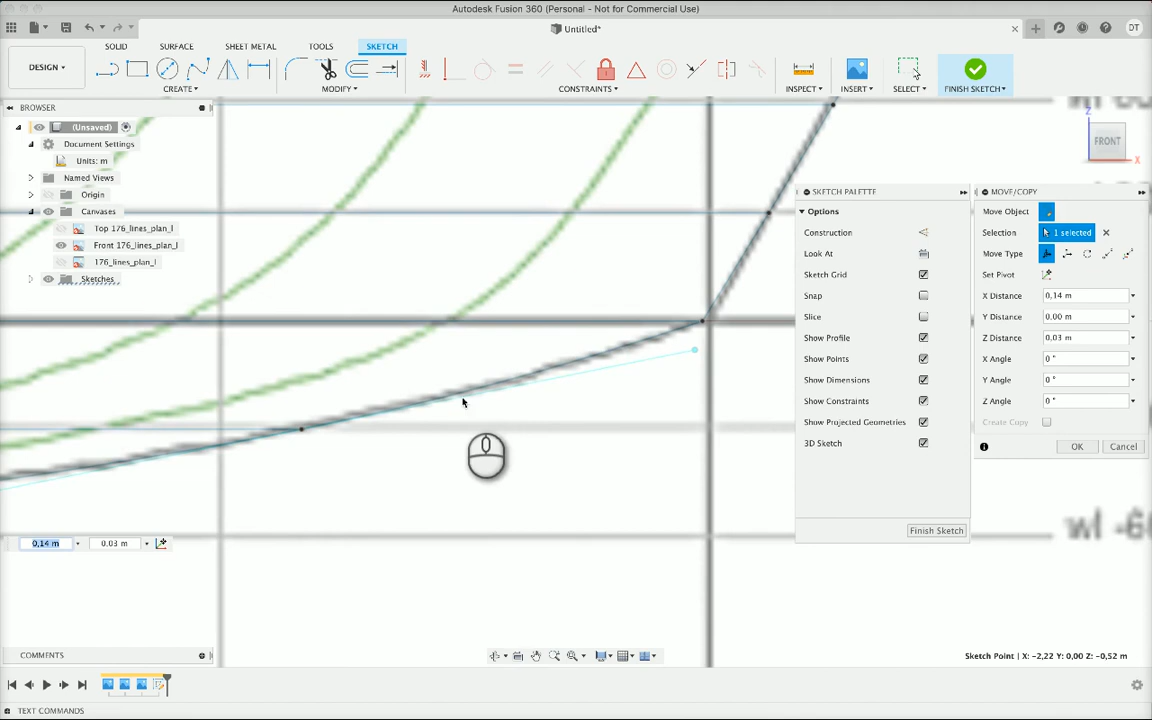 Autodesk Fusion 360 (Personal - Not for Commercial Use)
Untitled*
DT
DESIGN
SOLID
SURFACE
SHEET METAL
TOOLS
SKETCH
CREATE
MODIFY
CONSTRAINTS
INSPECT
INSERT
SELECT
FINISH SKETCH
BROWSER
(Unsaved)
Document Settings
Units: m
Named Views
Origin
Canvases
Top 176_lines_plan_l
Front 176_lines_plan_l
176_lines_plan_l
Sketches
Z
FRONT
X
SKETCH PALETTE
Options
Construction
Look At
Sketch Grid
Snap
Slice
Show Profile
Show Points
Show Dimensions
Show Constraints
Show Projected Geometries
3D Sketch
Finish Sketch
MOVE/COPY
Move Object
Selection
1 selected
Move Type
Set Pivot
X Distance 0,14 m
Y Distance 0.00 m
Z Distance 0,03 m
X Angle 0 °
Y Angle 0 °
Z Angle 0 °
Create Copy
OK
Cancel
0,14 m
0.03 m
COMMENTS
Sketch Point | X: -2,22 Y: 0,00 Z: -0,52 m
TEXT COMMANDS